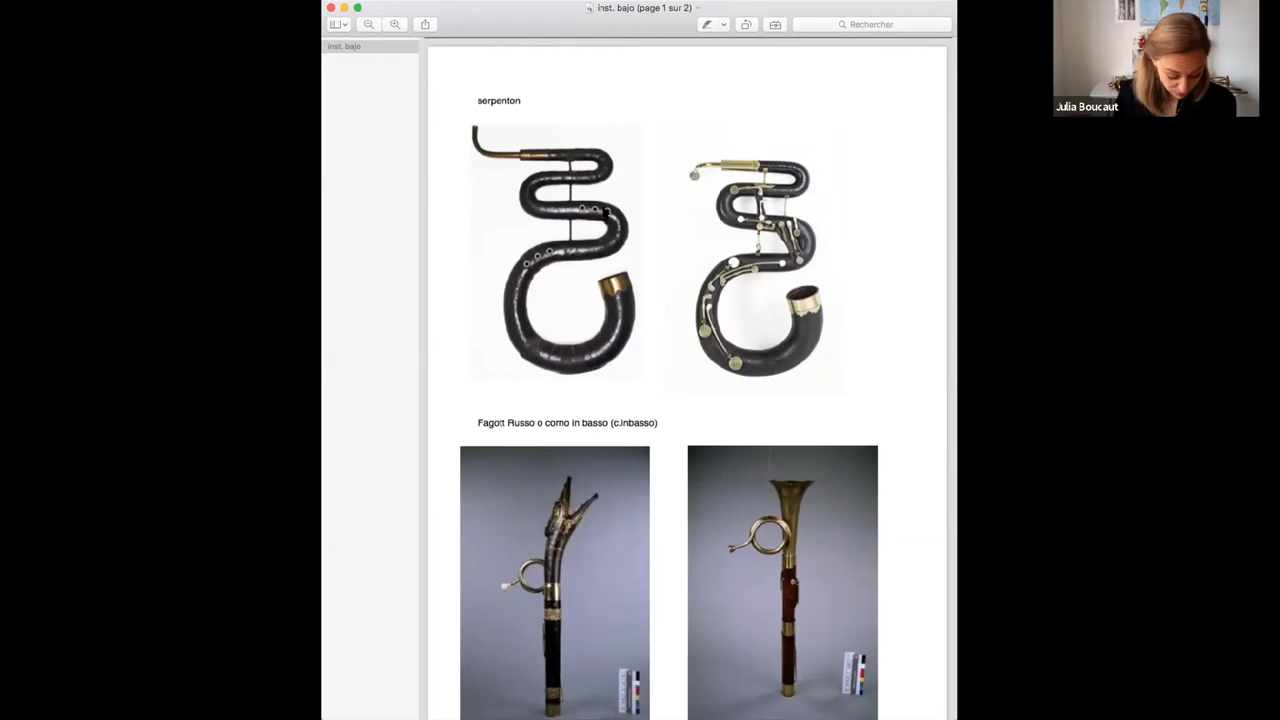 inst. bajo (page 1 sur 2)
Rechercher
inst. bajo
serpenton
Fagott Russo o corno in basso (c.inbasso)
Julia Boucaut